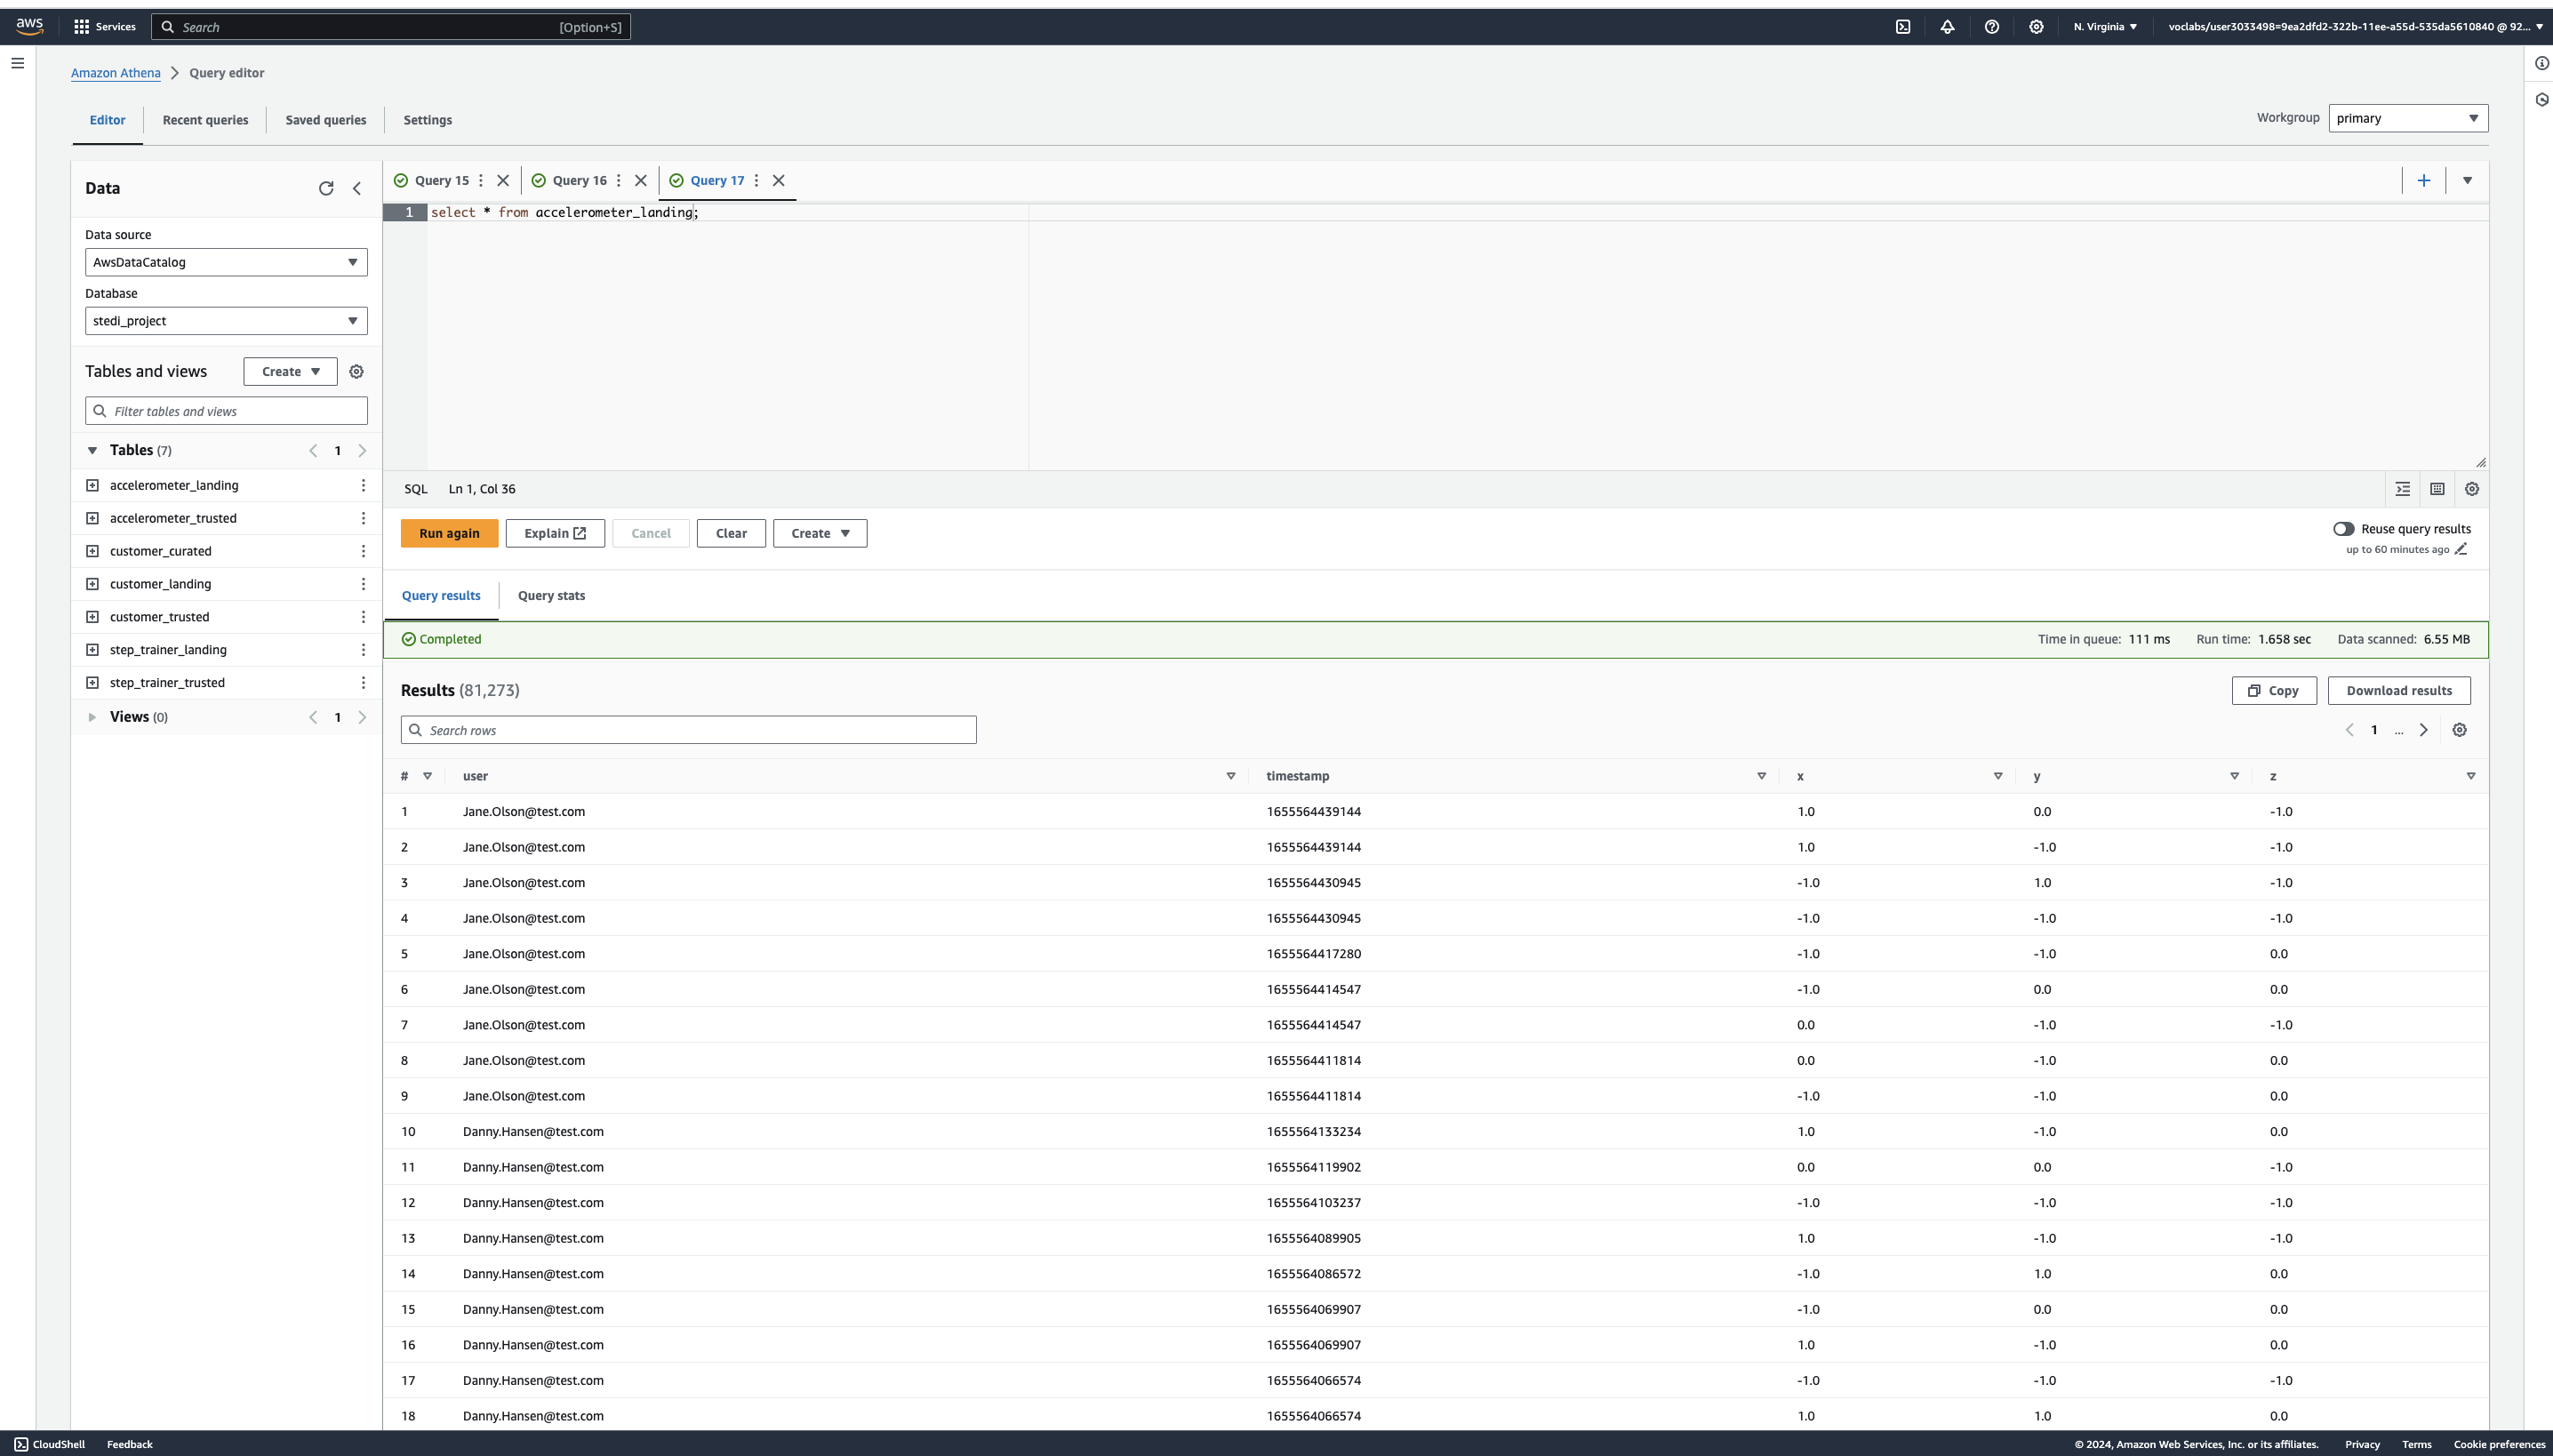 aws Services Search [Option+S] N. Virginia voclabs/user3033498=9ea2dfd2-322b-11ee-a55d-535da5610840 @ 92...
Amazon Athena > Query editor
Editor Recent queries Saved queries Settings Workgroup primary
Data
Data source
AwsDataCatalog
Database
stedi_project
Tables and views Create
Filter tables and views
Tables (7) < 1 >
accelerometer_landing
accelerometer_trusted
customer_curated
customer_landing
customer_trusted
step_trainer_landing
step_trainer_trusted
Views (0) < 1 >
Query 15 Query 16 Query 17
1 select * from accelerometer_landing;
SQL Ln 1, Col 36
Run again Explain Cancel Clear Create Reuse query results
up to 60 minutes ago
Query results Query stats
Completed Time in queue: 111 ms Run time: 1.658 sec Data scanned: 6.55 MB
Results (81,273) Copy Download results
Search rows < 1 ... >
# user timestamp x y z
1 Jane.Olson@test.com 1655564439144 1.0 0.0 -1.0
2 Jane.Olson@test.com 1655564439144 1.0 -1.0 -1.0
3 Jane.Olson@test.com 1655564430945 -1.0 1.0 -1.0
4 Jane.Olson@test.com 1655564430945 -1.0 -1.0 -1.0
5 Jane.Olson@test.com 1655564417280 -1.0 -1.0 0.0
6 Jane.Olson@test.com 1655564414547 -1.0 0.0 0.0
7 Jane.Olson@test.com 1655564414547 0.0 -1.0 -1.0
8 Jane.Olson@test.com 1655564411814 0.0 -1.0 0.0
9 Jane.Olson@test.com 1655564411814 -1.0 -1.0 0.0
10 Danny.Hansen@test.com 1655564133234 1.0 -1.0 0.0
11 Danny.Hansen@test.com 1655564119902 0.0 0.0 -1.0
12 Danny.Hansen@test.com 1655564103237 -1.0 -1.0 -1.0
13 Danny.Hansen@test.com 1655564089905 1.0 -1.0 -1.0
14 Danny.Hansen@test.com 1655564086572 -1.0 1.0 0.0
15 Danny.Hansen@test.com 1655564069907 -1.0 0.0 0.0
16 Danny.Hansen@test.com 1655564069907 1.0 -1.0 0.0
17 Danny.Hansen@test.com 1655564066574 -1.0 -1.0 -1.0
18 Danny.Hansen@test.com 1655564066574 1.0 1.0 0.0
CloudShell Feedback © 2024, Amazon Web Services, Inc. or its affiliates. Privacy Terms Cookie preferences